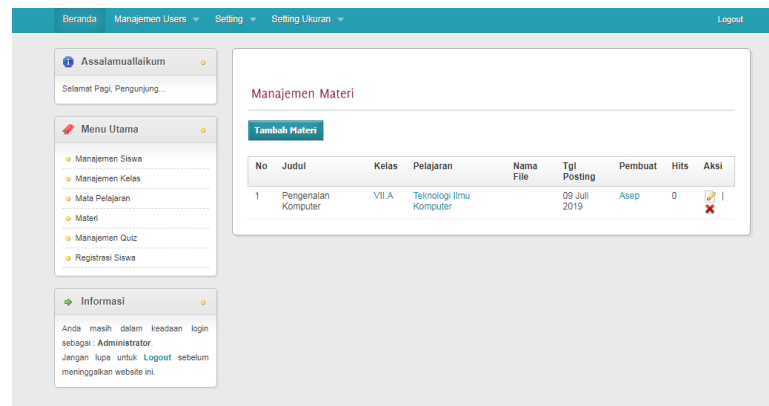 Beranda Manajemen Users Setting Setting Ukuran Logout
Assalamuallaikum
Selamat Pagi, Pengunjung...
Menu Utama
Manajemen Siswa
Manajemen Kelas
Mata Pelajaran
Materi
Manajemen Quiz
Registrasi Siswa
Informasi
Anda masih dalam keadaan login
sebagai : Administrator.
Jangan lupa untuk Logout sebelum
meninggalkan website ini.
Manajemen Materi
Tambah Materi
No Judul Kelas Pelajaran Nama File Tgl Posting Pembuat Hits Aksi
1 Pengenalan Komputer VII.A Teknologi Ilmu Komputer 09 Juli 2019 Asep 0 |